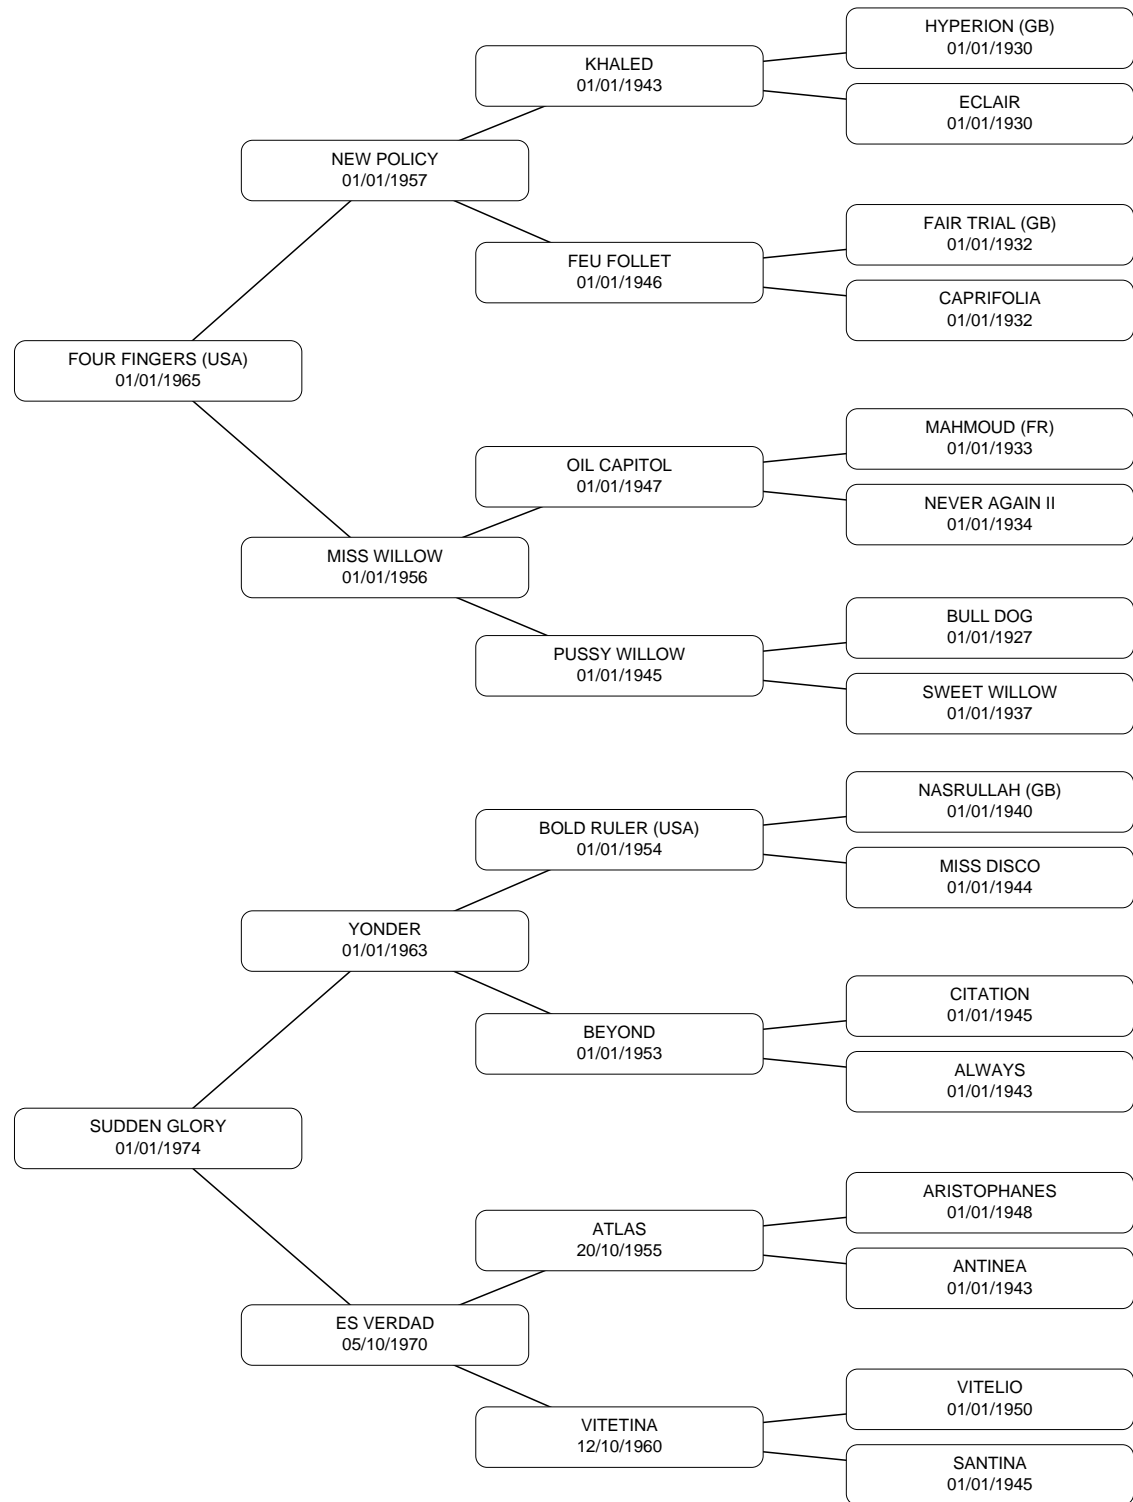 HYPERION (GB)
01/01/1930
KHALED
01/01/1943
ECLAIR
01/01/1930
NEW POLICY
01/01/1957
FAIR TRIAL (GB)
01/01/1932
FEU FOLLET
01/01/1946
CAPRIFOLIA
01/01/1932
FOUR FINGERS (USA)
01/01/1965
MAHMOUD (FR)
01/01/1933
OIL CAPITOL
01/01/1947
NEVER AGAIN II
01/01/1934
MISS WILLOW
01/01/1956
BULL DOG
01/01/1927
PUSSY WILLOW
01/01/1945
SWEET WILLOW
01/01/1937
NASRULLAH (GB)
01/01/1940
BOLD RULER (USA)
01/01/1954
MISS DISCO
01/01/1944
YONDER
01/01/1963
CITATION
01/01/1945
BEYOND
01/01/1953
ALWAYS
01/01/1943
SUDDEN GLORY
01/01/1974
ARISTOPHANES
01/01/1948
ATLAS
20/10/1955
ANTINEA
01/01/1943
ES VERDAD
05/10/1970
VITELIO
01/01/1950
VITETINA
12/10/1960
SANTINA
01/01/1945